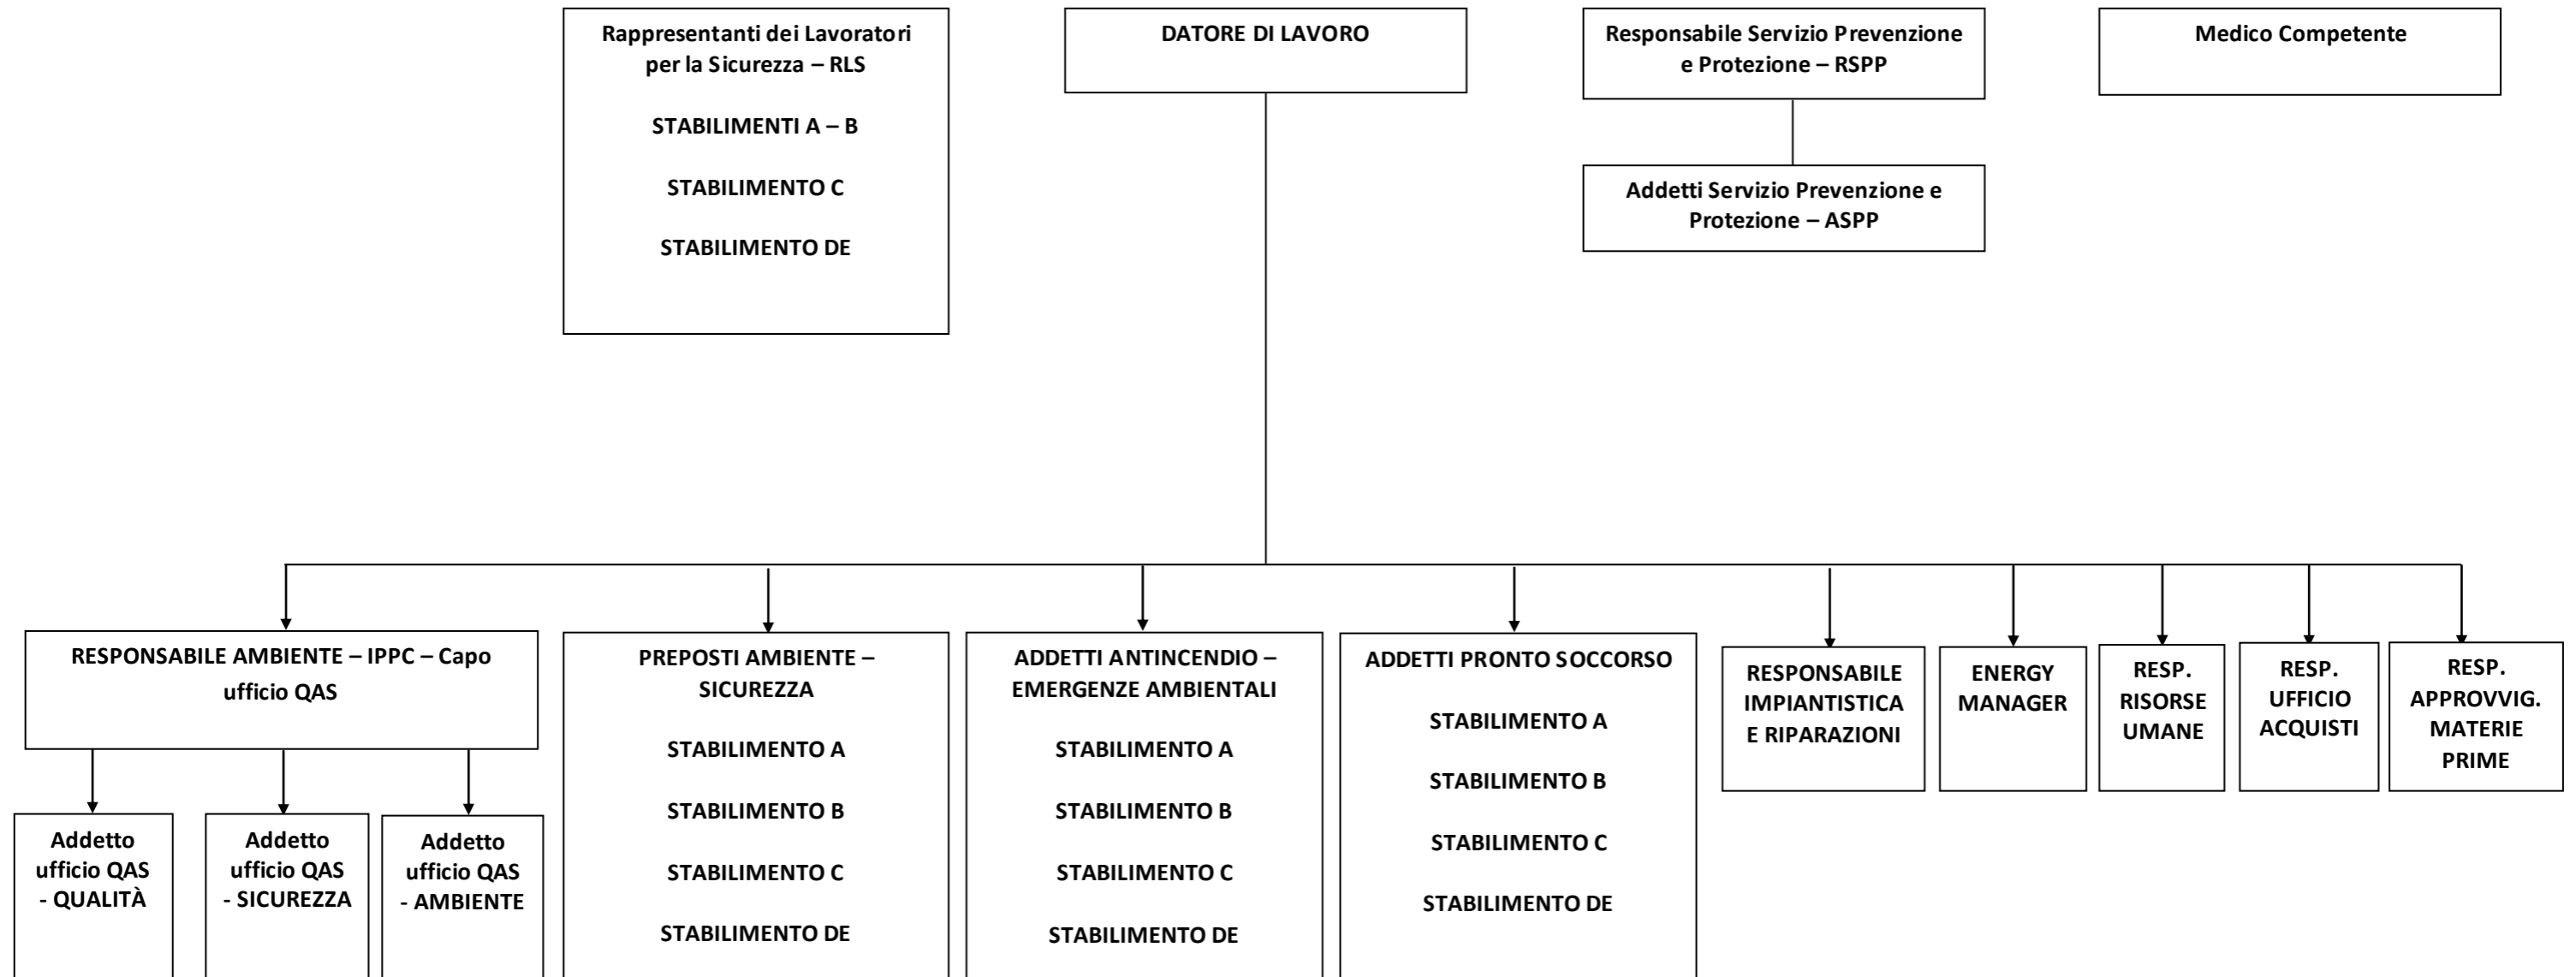 Rappresentanti dei Lavoratori
per la Sicurezza – RLS
STABILIMENTI A – B
STABILIMENTO C
STABILIMENTO DE
DATORE DI LAVORO
Responsabile Servizio Prevenzione
e Protezione – RSPP
Medico Competente
Addetti Servizio Prevenzione e
Protezione – ASPP
RESPONSABILE AMBIENTE – IPPC – Capo
ufficio QAS
Addetto
ufficio QAS
- QUALITÀ
Addetto
ufficio QAS
- SICUREZZA
Addetto
ufficio QAS
- AMBIENTE
PREPOSTI AMBIENTE –
SICUREZZA
STABILIMENTO A
STABILIMENTO B
STABILIMENTO C
STABILIMENTO DE
ADDETTI ANTINCENDIO –
EMERGENZE AMBIENTALI
STABILIMENTO A
STABILIMENTO B
STABILIMENTO C
STABILIMENTO DE
ADDETTI PRONTO SOCCORSO
STABILIMENTO A
STABILIMENTO B
STABILIMENTO C
STABILIMENTO DE
RESPONSABILE
IMPIANTISTICA
E RIPARAZIONI
ENERGY
MANAGER
RESP.
RISORSE
UMANE
RESP.
UFFICIO
ACQUISTI
RESP.
APPROVVIG.
MATERIE
PRIME